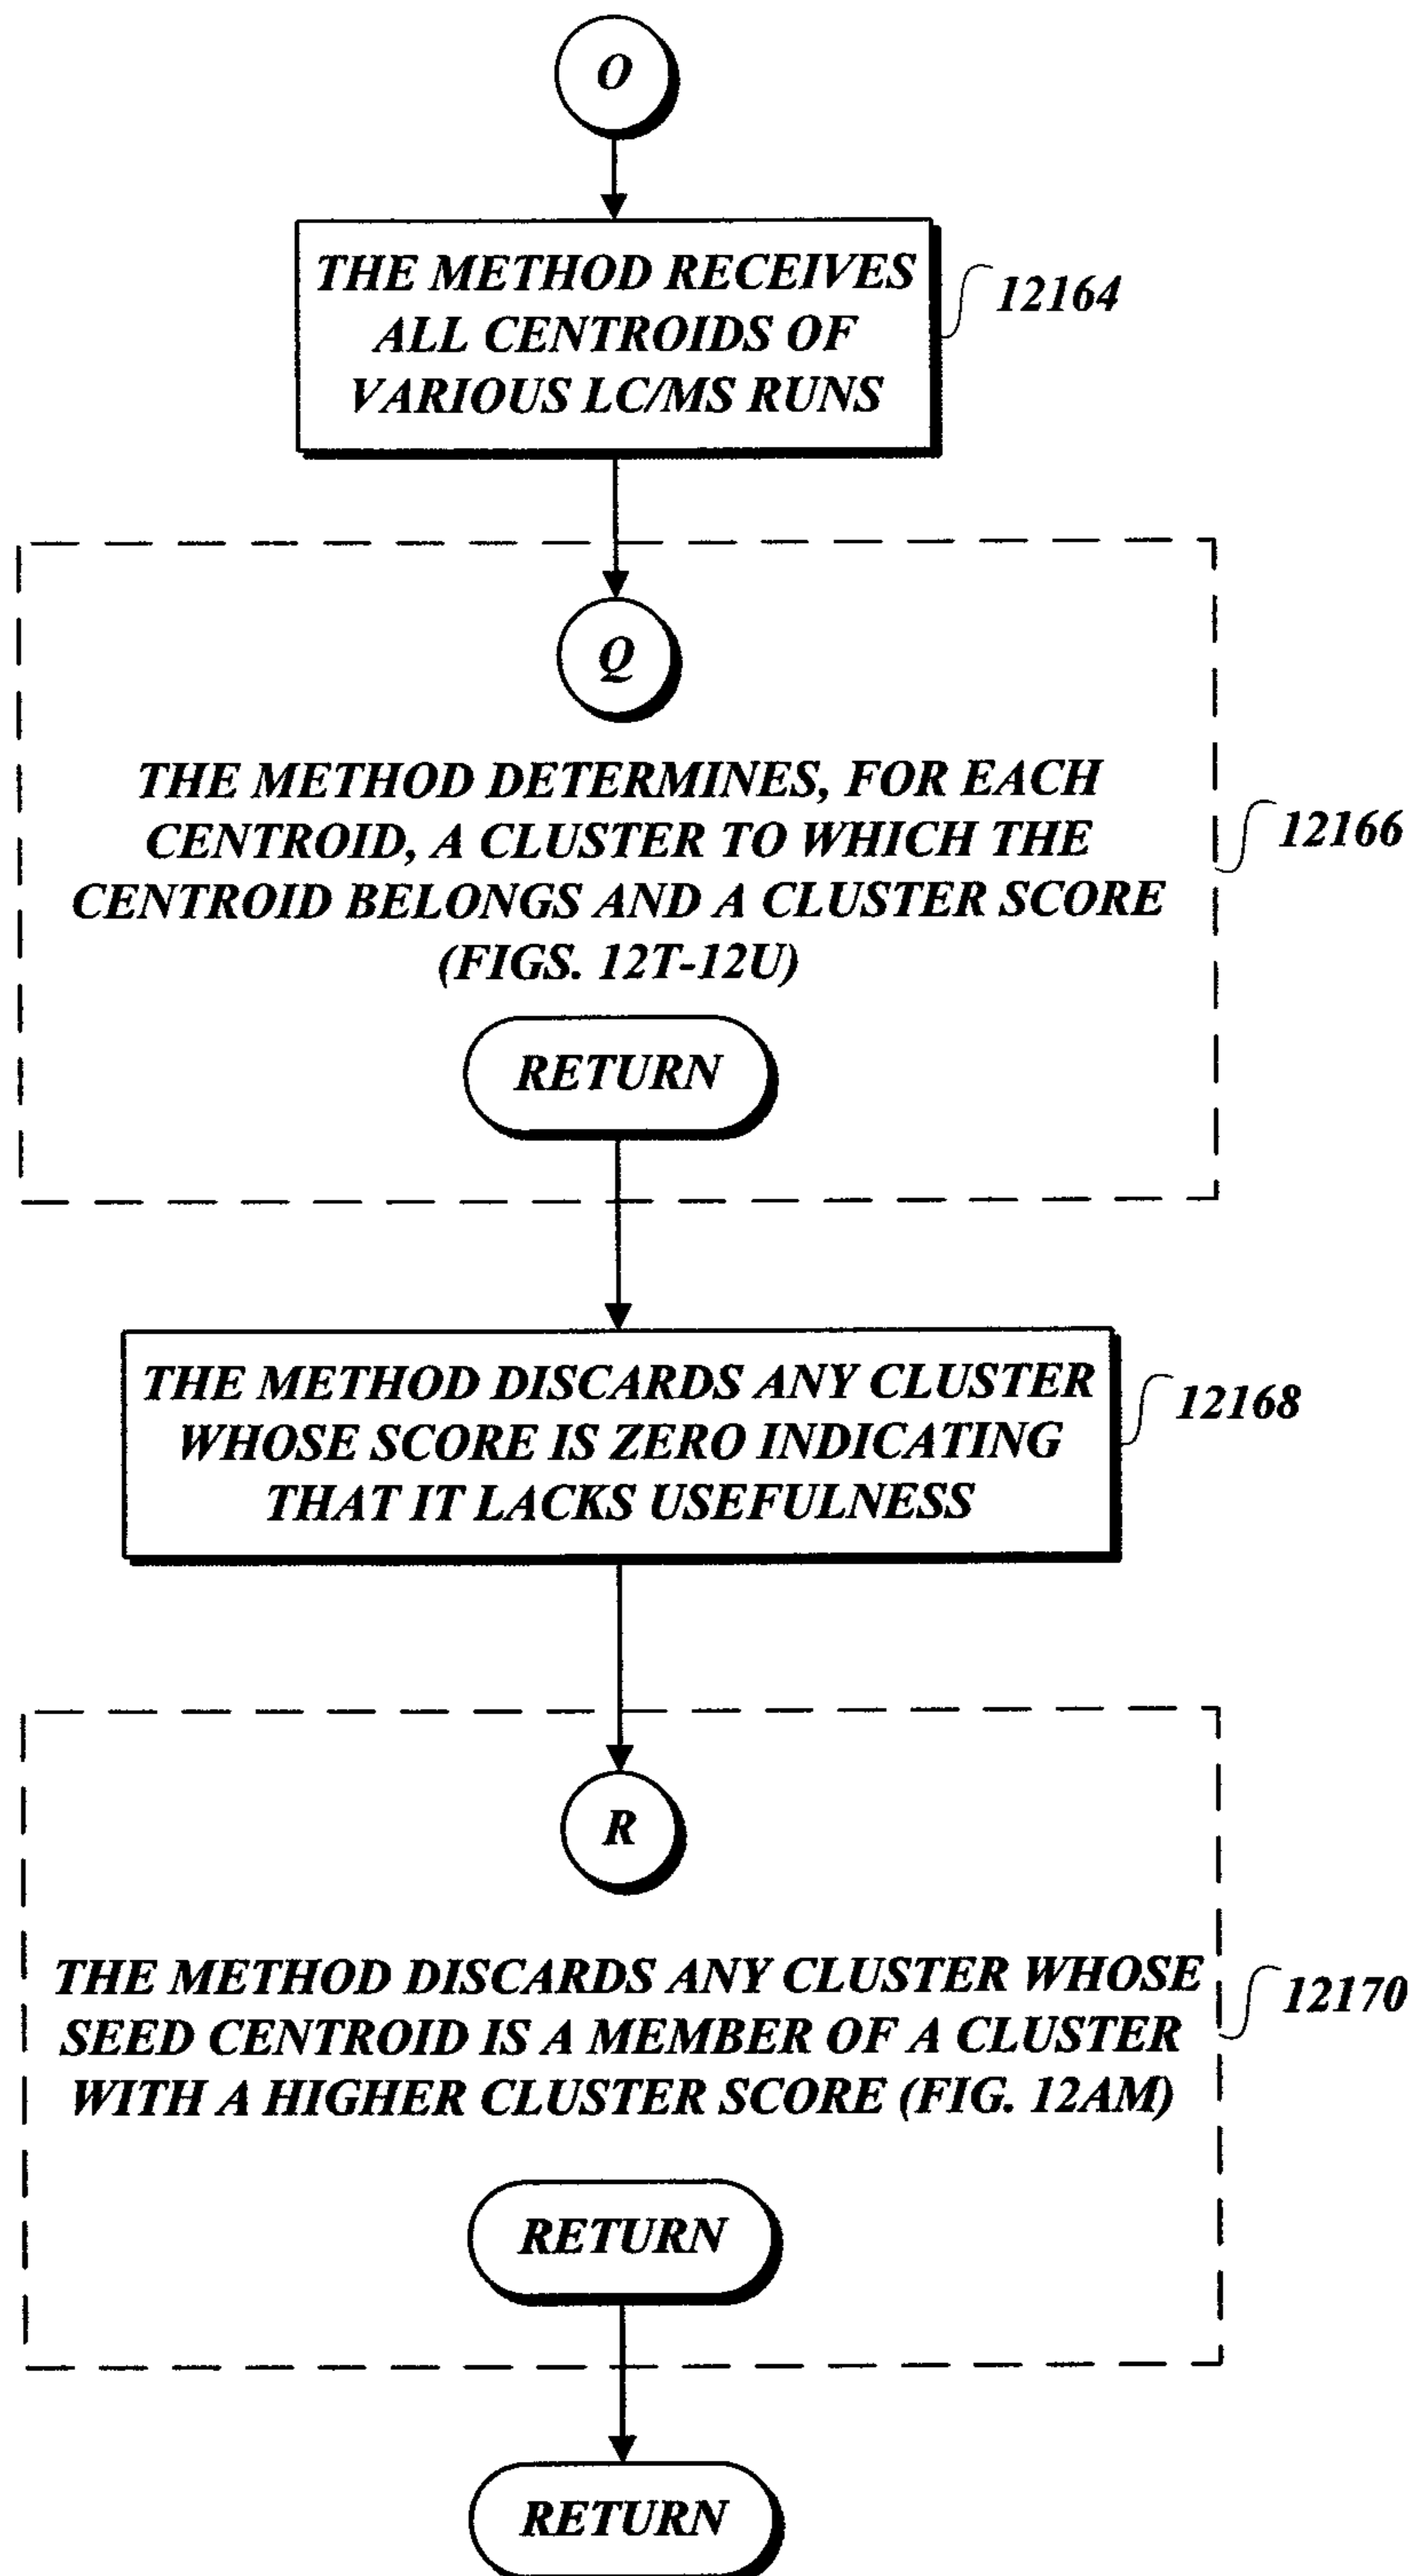 O
THE METHOD RECEIVES
ALL CENTROIDS OF
VARIOUS LC/MS RUNS
12164
Q
THE METHOD DETERMINES, FOR EACH
CENTROID, A CLUSTER TO WHICH THE
CENTROID BELONGS AND A CLUSTER SCORE
(FIGS. 12T-12U)
12166
RETURN
THE METHOD DISCARDS ANY CLUSTER
WHOSE SCORE IS ZERO INDICATING
THAT IT LACKS USEFULNESS
12168
R
THE METHOD DISCARDS ANY CLUSTER WHOSE
SEED CENTROID IS A MEMBER OF A CLUSTER
WITH A HIGHER CLUSTER SCORE (FIG. 12AM)
12170
RETURN
RETURN